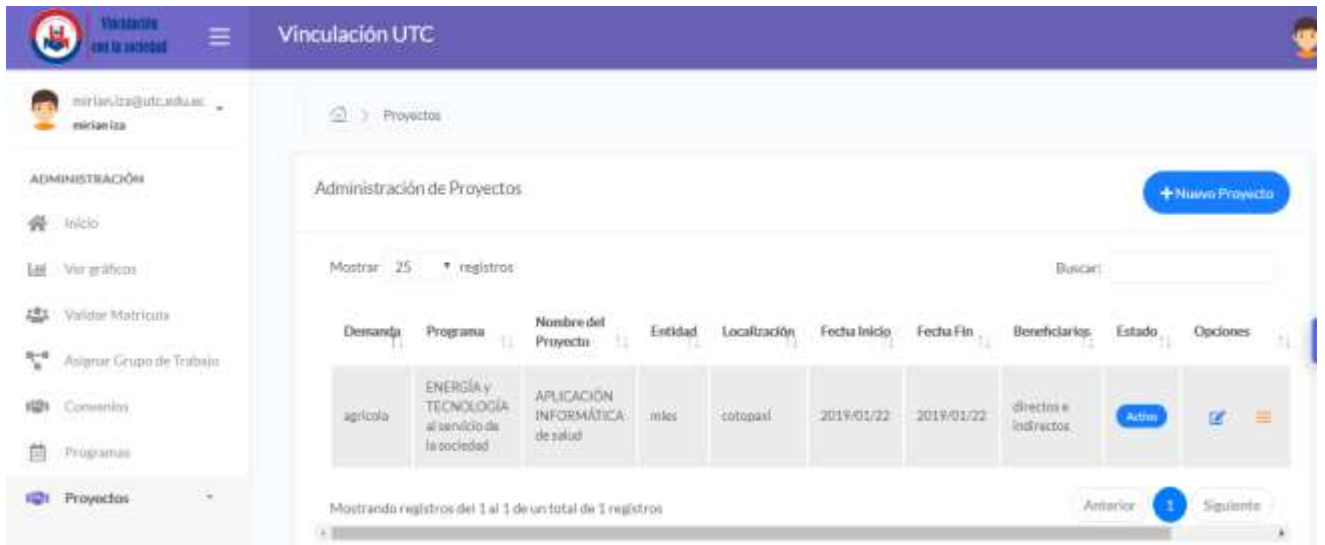 Vinculación
con la sociedad
Vinculación UTC
mirian.iza@utc.edu.ec
mirian iza
Proyectos
ADMINISTRACIÓN
Inicio
Ver gráficos
Validar Matricula
Asignar Grupo de Trabajo
Convenios
Programas
Proyectos
Administración de Proyectos
+ Nuevo Proyecto
Mostrar 25 registros
Buscar:
Demanda Programa Nombre del Proyecto Entidad Localización Fecha Inicio Fecha Fin Beneficiarios Estado Opciones
agricola
ENERGÍA y
TECNOLOGÍA
al servicio de
la sociedad
APLICACIÓN
INFORMÁTICA
de salud
mies
cotopaxi
2019/01/22
2019/01/22
directos e
indirectos
Activo
Mostrando registros del 1 al 1 de un total de 1 registros
Anterior 1 Siguiente